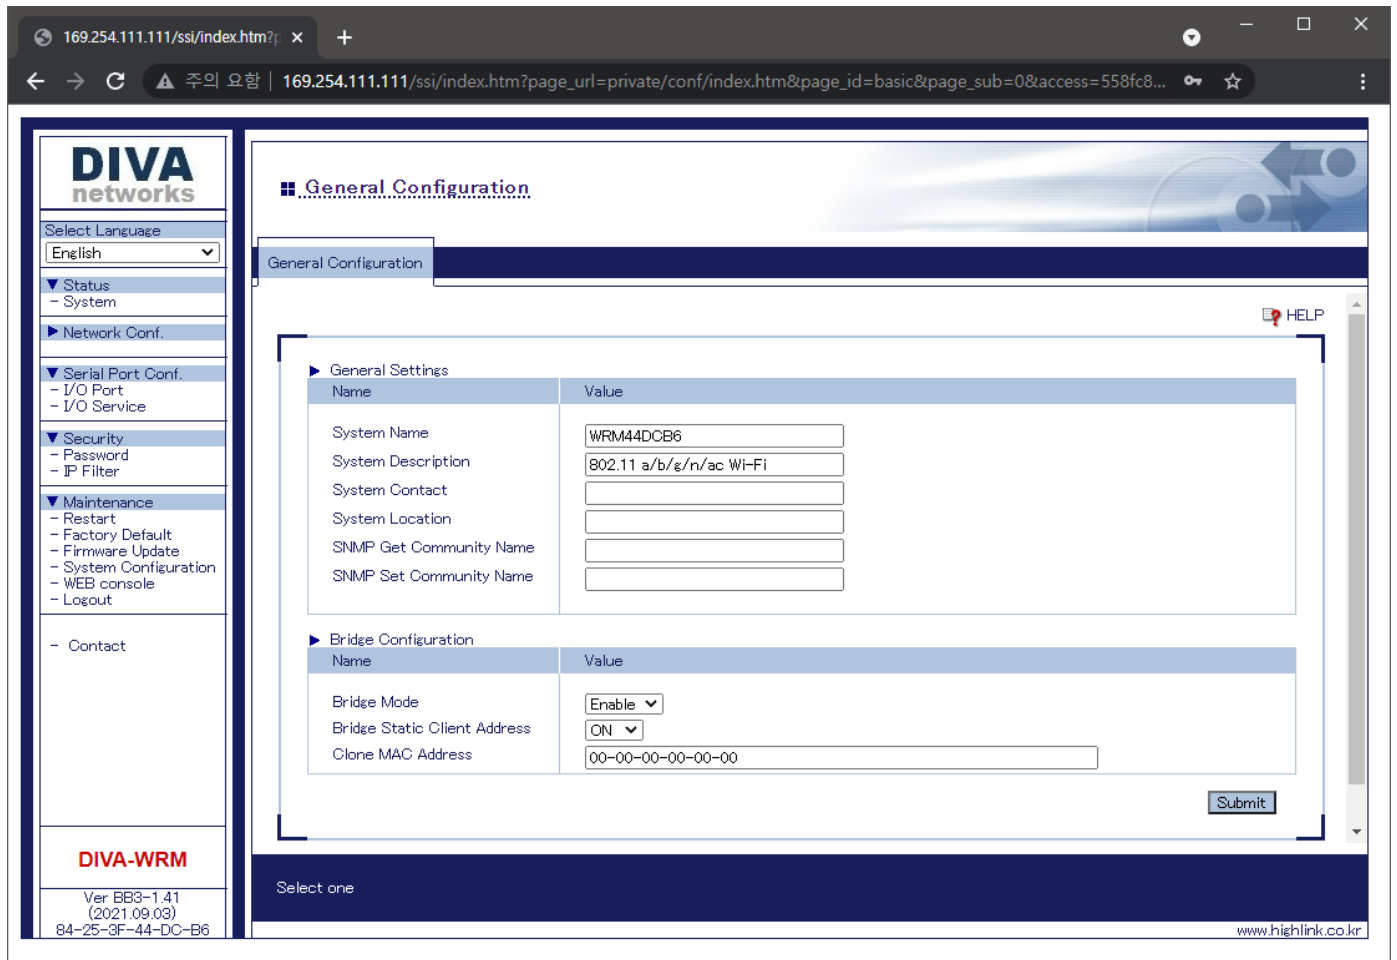 169.254.111.111/ssi/index.htm?p
주의 요함 | 169.254.111.111/ssi/index.htm?page_url=private/conf/index.htm&page_id=basic&page_sub=0&access=558fc8...
DIVA
networks
Select Language
English
▼ Status
- System
▶ Network Conf.
▼ Serial Port Conf.
- I/O Port
- I/O Service
▼ Security
- Password
- IP Filter
▼ Maintenance
- Restart
- Factory Default
- Firmware Update
- System Configuration
- WEB console
- Logout
- Contact
DIVA-WRM
Ver BB3-1.41
(2021.09.03)
84-25-3F-44-DC-B6
General Configuration
General Configuration
HELP
▶ General Settings
Name Value
System Name WRM44DCB6
System Description 802.11 a/b/g/n/ac Wi-Fi
System Contact
System Location
SNMP Get Community Name
SNMP Set Community Name
▶ Bridge Configuration
Name Value
Bridge Mode Enable
Bridge Static Client Address ON
Clone MAC Address 00-00-00-00-00-00
Submit
Select one
www.highlink.co.kr